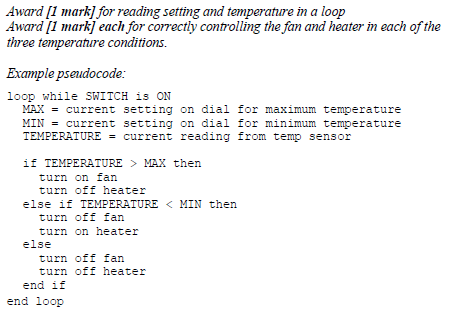 Award [1 mark] for reading setting and temperature in a loop
Award [1 mark] each for correctly controlling the fan and heater in each of the
three temperature conditions.
Example pseudocode:
loop while SWITCH is ON
MAX = current setting on dial for maximum temperature
MIN = current setting on dial for minimum temperature
TEMPERATURE = current reading from temp sensor
if TEMPERATURE > MAX then
turn on fan
turn off heater
else if TEMPERATURE < MIN then
turn off fan
turn on heater
else
turn off fan
turn off heater
end if
end loop